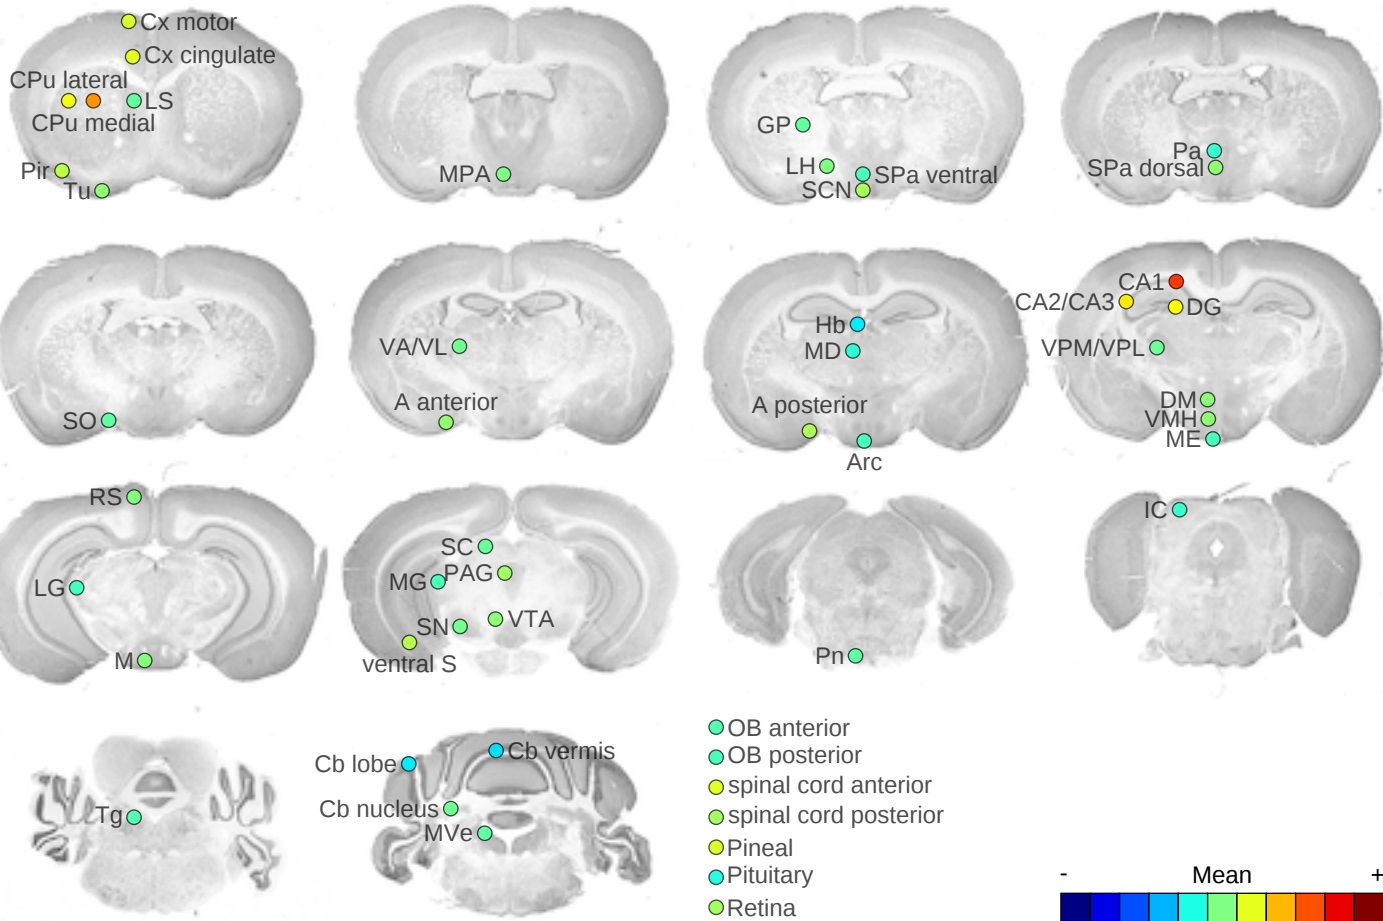 Cx motor
Cx cingulate
CPu lateral
LS
CPu medial
Pir
Tu
MPA
GP
LH
SPa ventral
SCN
Pa
SPa dorsal
SO
VA/VL
A anterior
Hb
MD
A posterior
Arc
CA1
CA2/CA3
DG
VPM/VPL
DM
VMH
ME
RS
LG
M
SC
MG
PAG
SN
VTA
ventral S
Pn
IC
Tg
Cb lobe
Cb vermis
Cb nucleus
MVe
OB anterior
OB posterior
spinal cord anterior
spinal cord posterior
Pineal
Pituitary
Retina
- Mean +